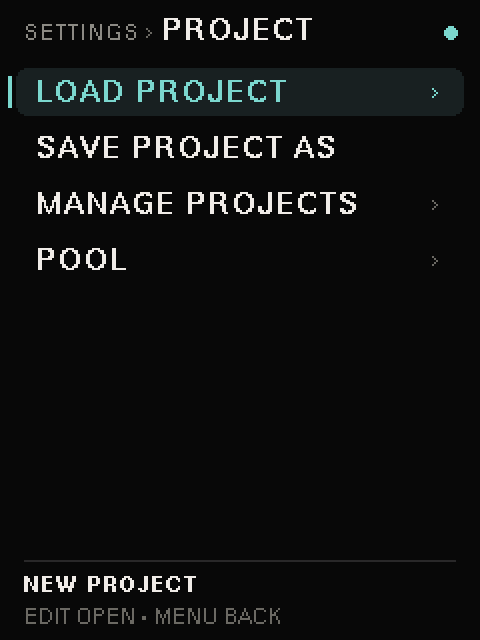 SETTINGS › PROJECT
LOAD PROJECT ›
SAVE PROJECT AS
MANAGE PROJECTS ›
POOL ›
NEW PROJECT
EDIT OPEN • MENU BACK